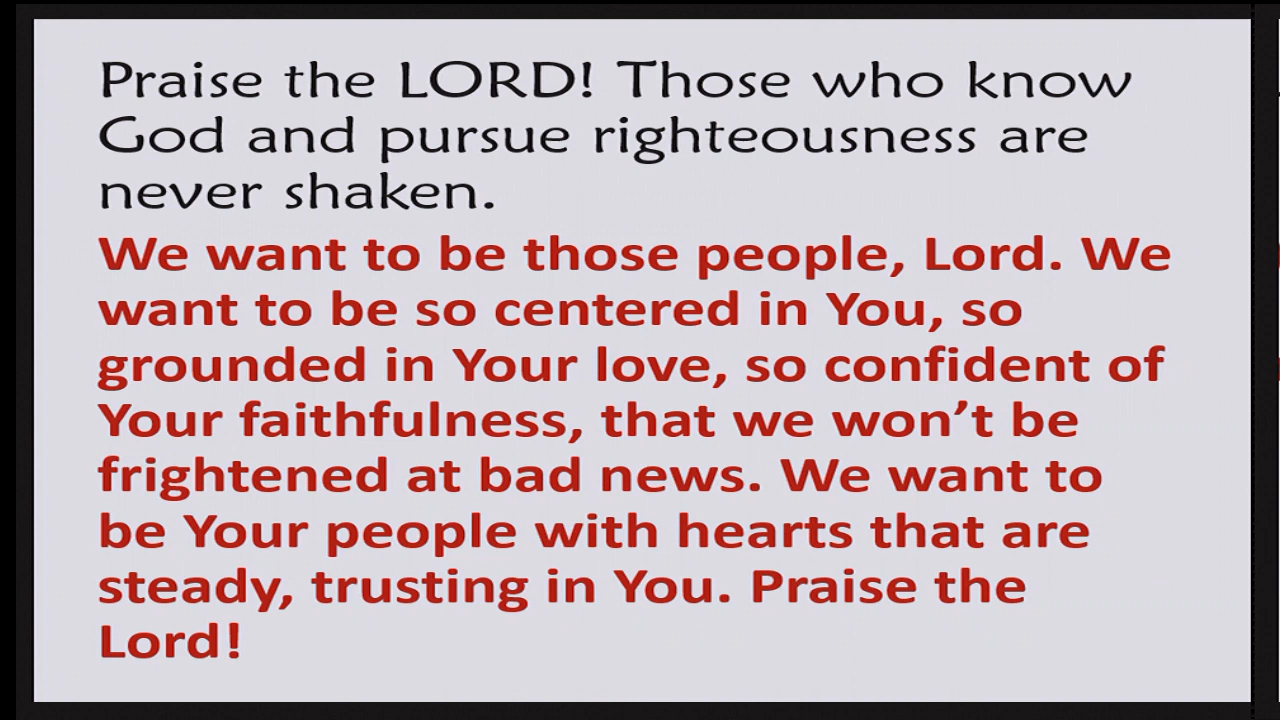 Praise the LORD! Those who know
God and pursue righteousness are
never shaken.
We want to be those people, Lord. We
want to be so centered in You, so
grounded in Your love, so confident of
Your faithfulness, that we won’t be
frightened at bad news. We want to
be Your people with hearts that are
steady, trusting in You. Praise the
Lord!